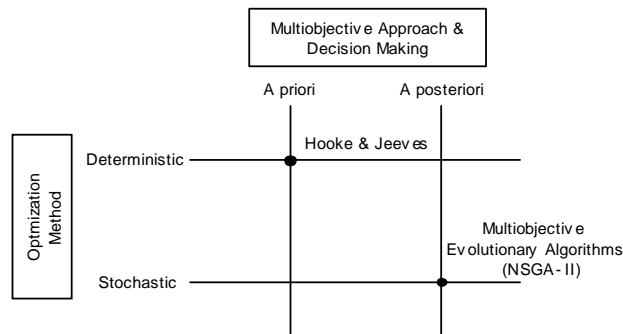 Multiobjective Approach &
Decision Making
A priori
A posteriori
Hooke & Jeeves
Deterministic
Optmization
Method
Multiobjective
Evolutionary Algorithms
(NSGA-II)
Stochastic